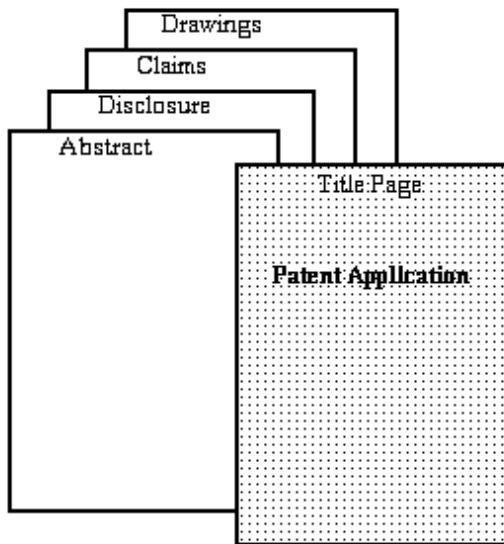 Drawings
Claims
Disclosure
Abstract
Title Page
Patent Application